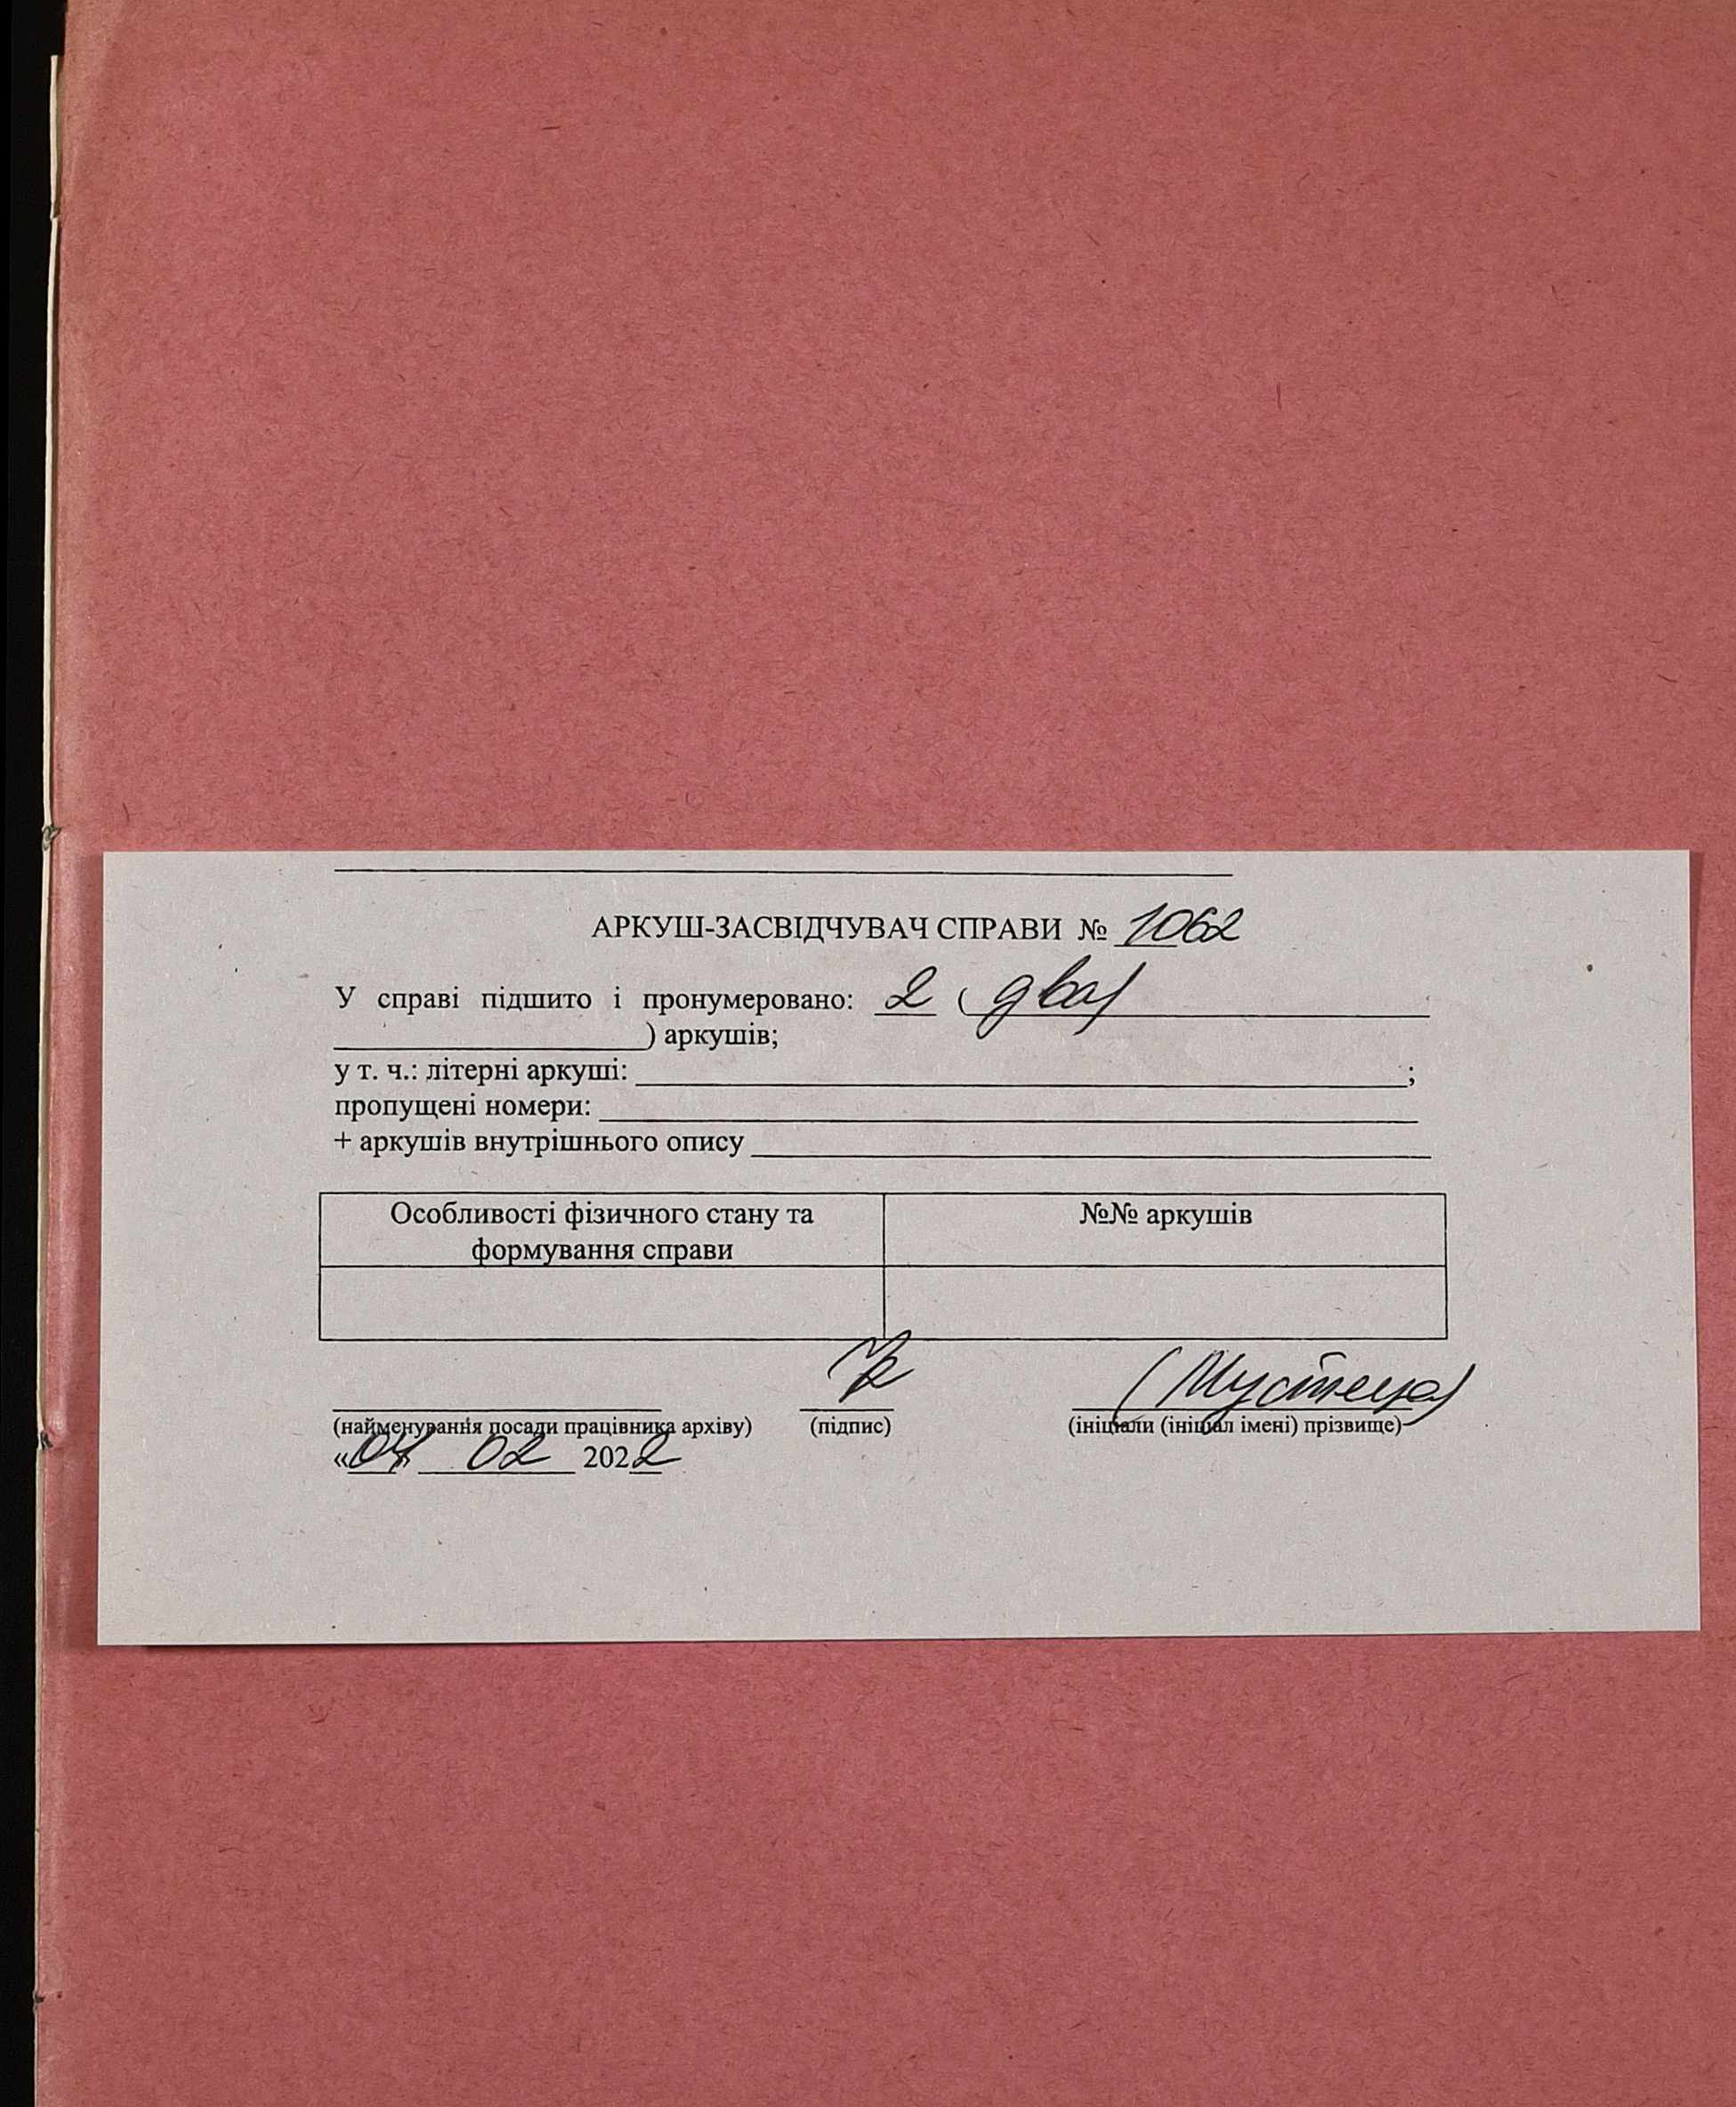 АРКУШ-ЗАСВІДЧУВАЧ СПРАВИ № 1062
У справі підшито і пронумеровано: 2 ( два)
) аркушів;
у т. ч.: літерні аркуші: ;
пропущені номери:
+ аркушів внутрішнього опису
Особливості фізичного стану та формування справи
№№ аркушів
(найменування посади працівника архіву) (підпис) (ініціали (ініціал імені) прізвище)
«04» 02 2022